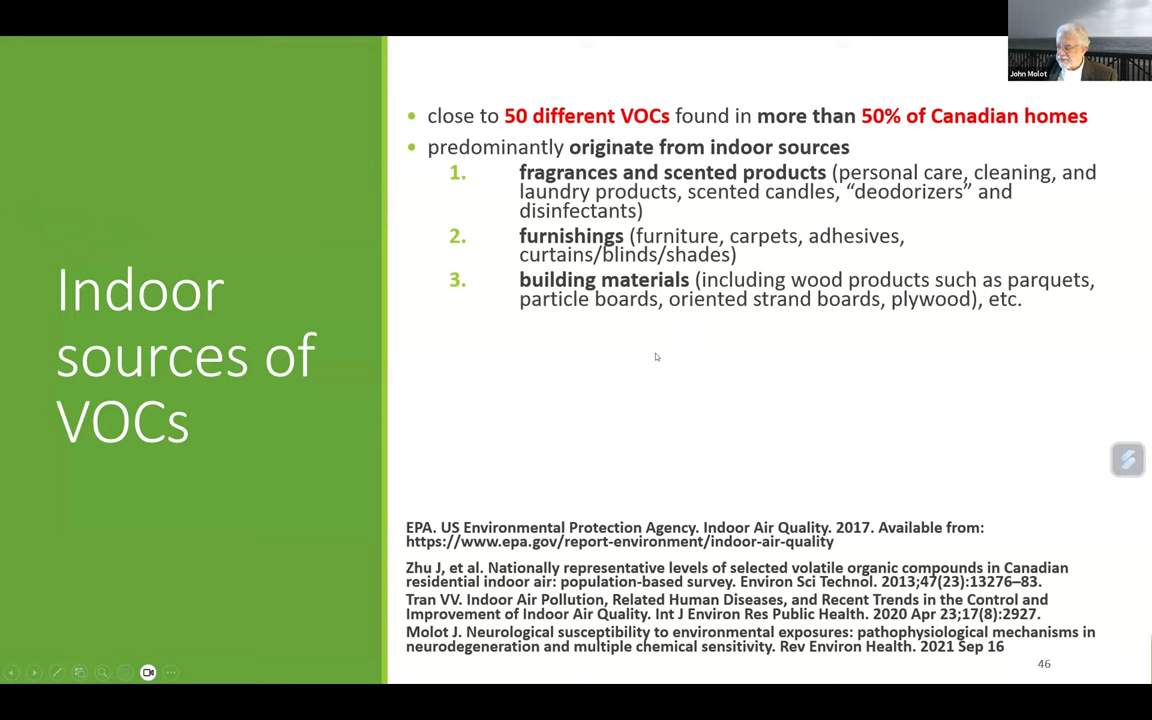 John Molot
Indoor
sources of
VOCs
• close to 50 different VOCs found in more than 50% of Canadian homes
• predominantly originate from indoor sources
1. fragrances and scented products (personal care, cleaning, and
laundry products, scented candles, “deodorizers” and
disinfectants)
2. furnishings (furniture, carpets, adhesives,
curtains/blinds/shades)
3. building materials (including wood products such as parquets,
particle boards, oriented strand boards, plywood), etc.
EPA. US Environmental Protection Agency. Indoor Air Quality. 2017. Available from:
https://www.epa.gov/report-environment/indoor-air-quality
Zhu J, et al. Nationally representative levels of selected volatile organic compounds in Canadian
residential indoor air: population-based survey. Environ Sci Technol. 2013;47(23):13276–83.
Tran VV. Indoor Air Pollution, Related Human Diseases, and Recent Trends in the Control and
Improvement of Indoor Air Quality. Int J Environ Res Public Health. 2020 Apr 23;17(8):2927.
Molot J. Neurological susceptibility to environmental exposures: pathophysiological mechanisms in
neurodegeneration and multiple chemical sensitivity. Rev Environ Health. 2021 Sep 16
46